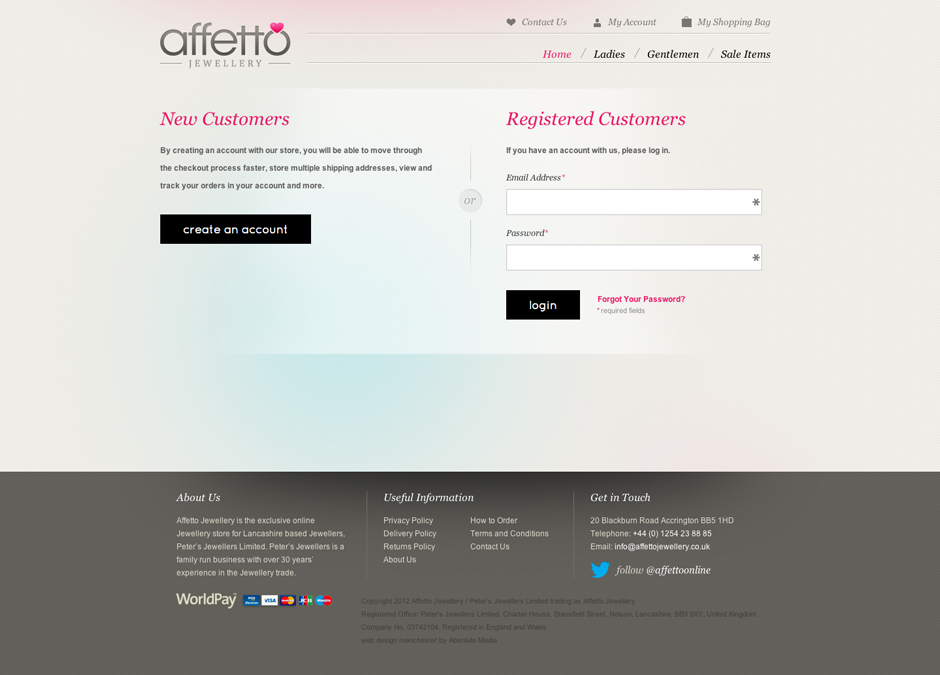 affetto
JEWELLERY
Contact Us
My Account
My Shopping Bag
Home / Ladies / Gentlemen / Sale Items
New Customers
By creating an account with our store, you will be able to move through
the checkout process faster, store multiple shipping addresses, view and
track your orders in your account and more.
create an account
or
Registered Customers
If you have an account with us, please log in.
Email Address*
Password*
login
Forgot Your Password?
* required fields
About Us
Affetto Jewellery is the exclusive online
Jewellery store for Lancashire based Jewellers,
Peter's Jewellers Limited. Peter's Jewellers is a
family run business with over 30 years'
experience in the Jewellery trade.
Useful Information
Privacy Policy
Delivery Policy
Returns Policy
About Us
How to Order
Terms and Conditions
Contact Us
Get in Touch
20 Blackburn Road Accrington BB5 1HD
Telephone: +44 (0) 1254 23 88 85
Email: info@affettojewellery.co.uk
follow @affettoonline
WorldPay
VISA
Copyright 2012 Affetto Jewellery / Peter's Jewellers Limited trading as Affetto Jewellery.
Registered Office: Peter's Jewellers Limited, Charter House, Stansfield Street, Nelson, Lancashire, BB9 9XY, United Kingdom.
Company No: 03742104. Registered in England and Wales
web design manchester by Absolute Media